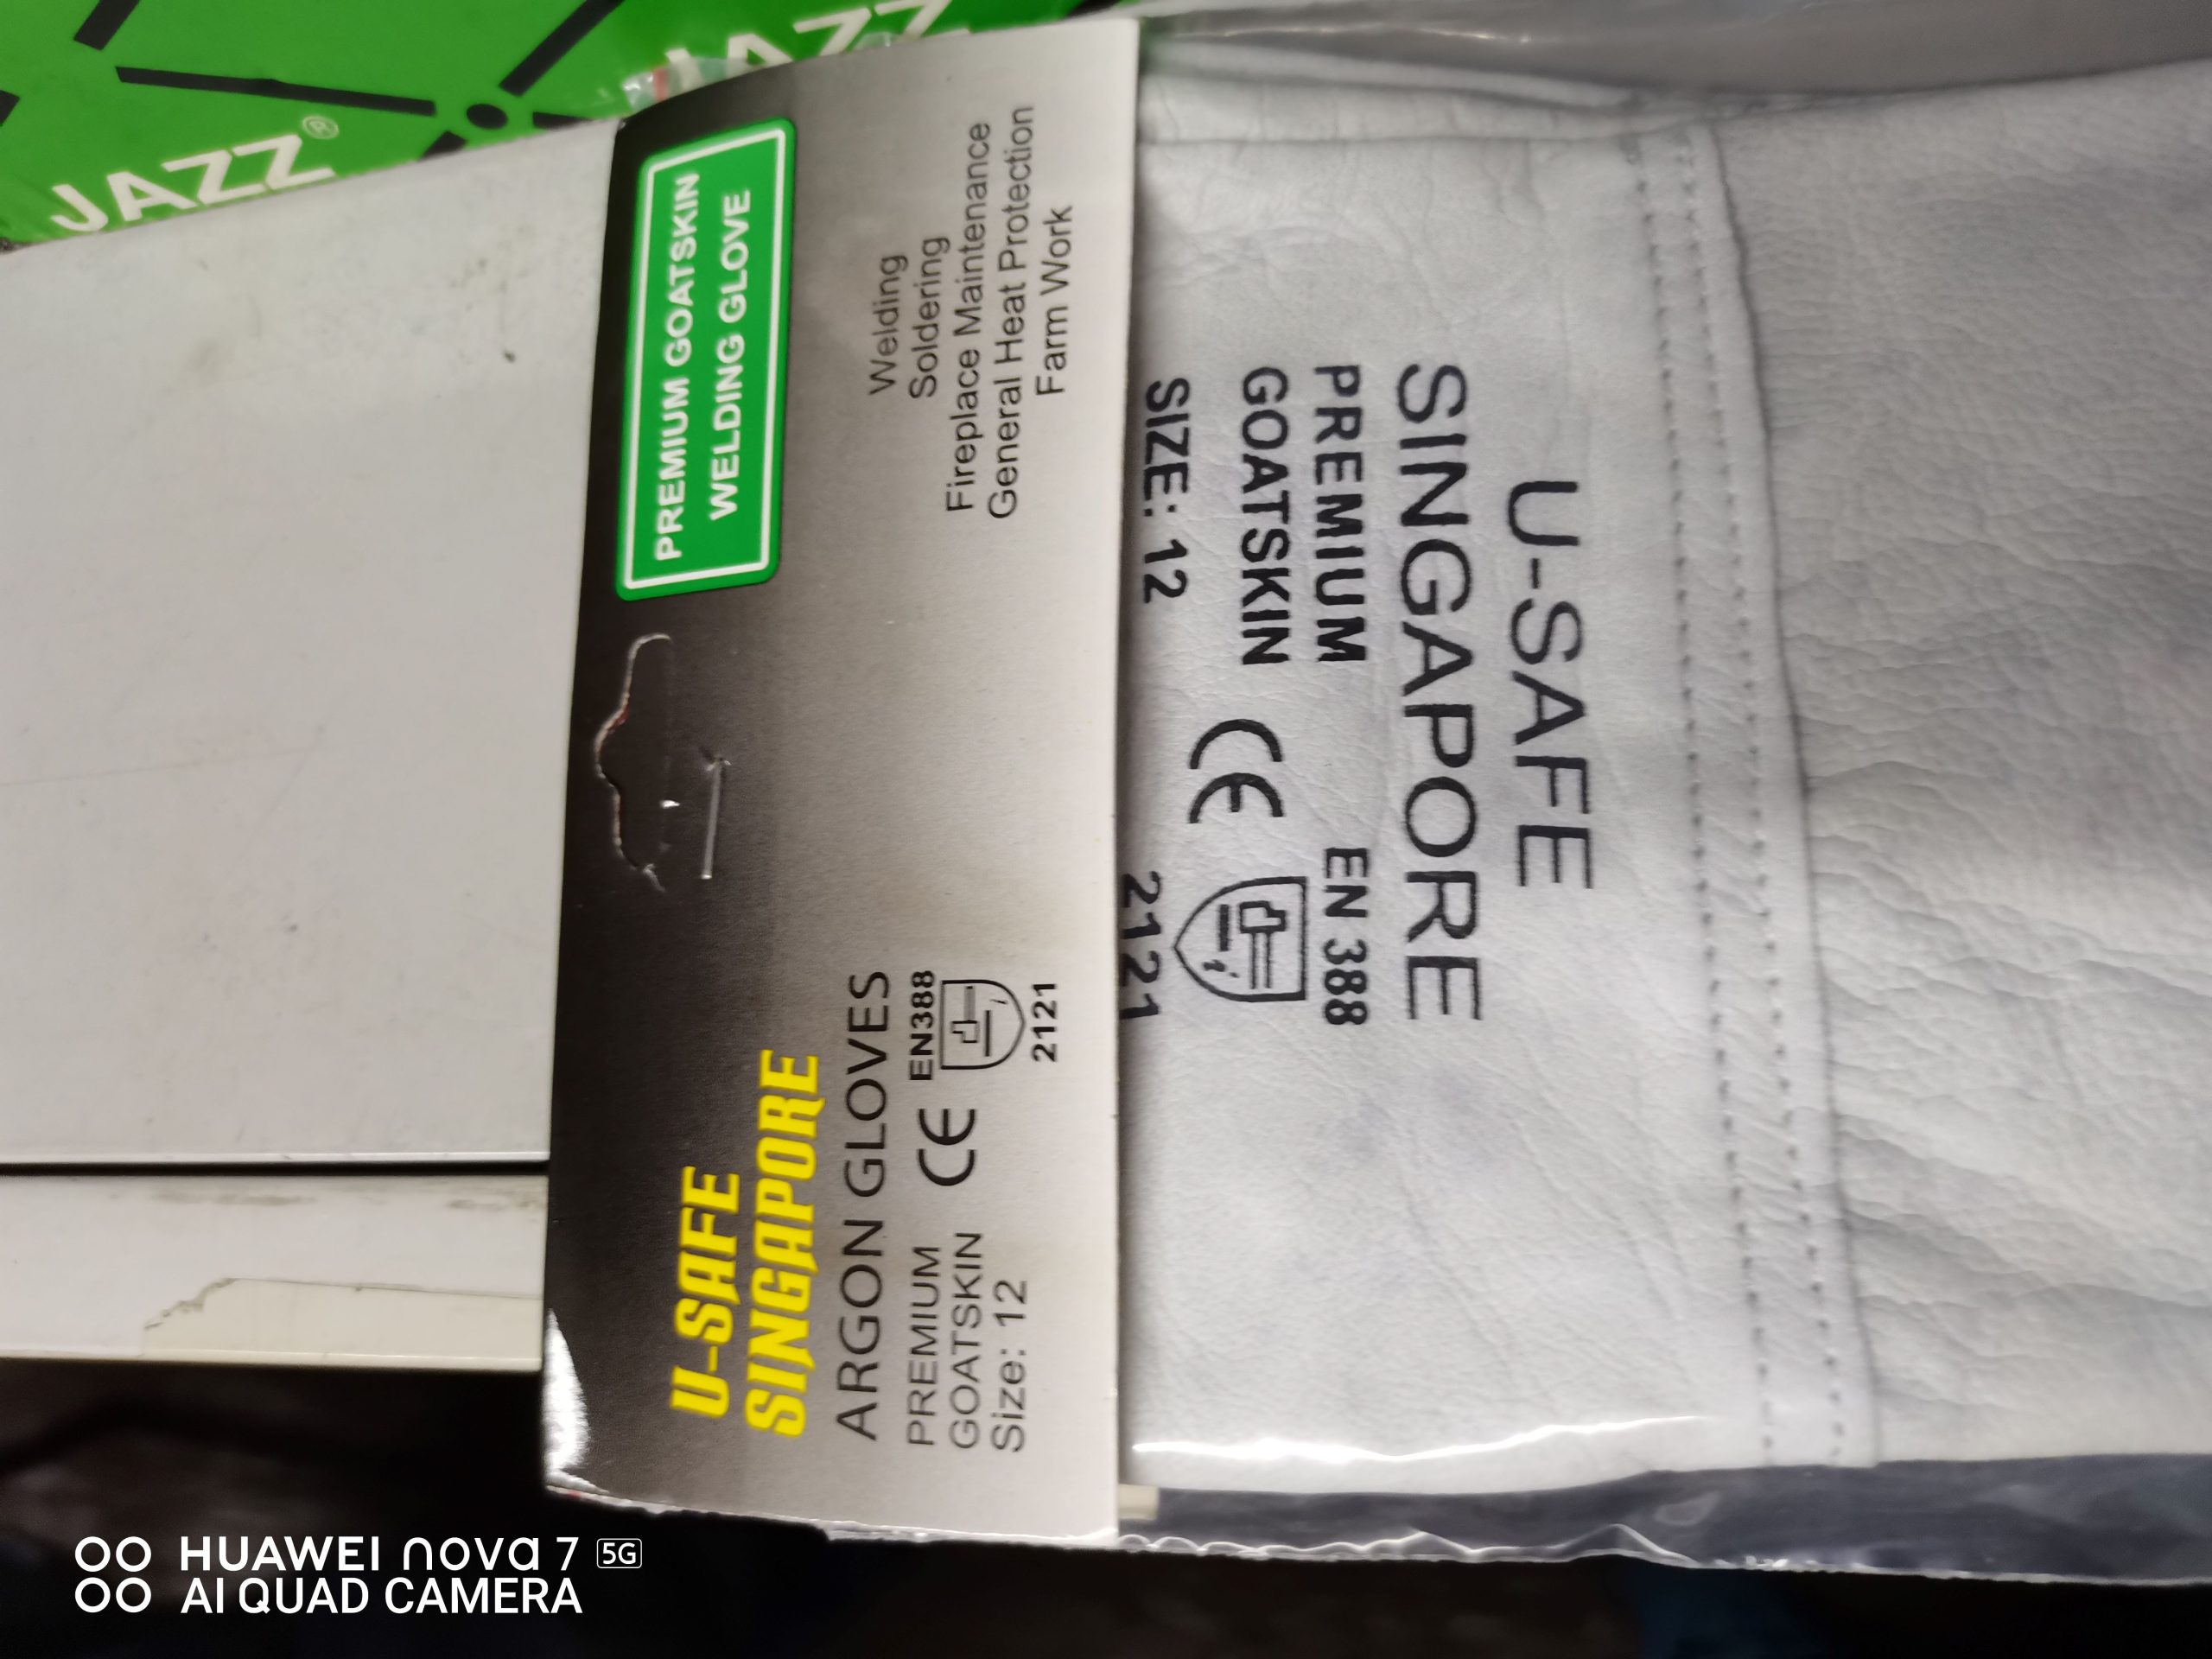 JAZZ
JAZZ®
PREMIUM GOATSKIN
WELDING GLOVE
Welding
Soldering
Fireplace Maintenance
General Heat Protection
Farm Work
U-SAFE
SINGAPORE
ARGON GLOVES
PREMIUM
GOATSKIN
Size: 12
CE
EN388
2121
U-SAFE
SINGAPORE
PREMIUM
GOATSKIN
SIZE: 12
CE
EN 388
2121
HUAWEI nova 7 5G
AI QUAD CAMERA